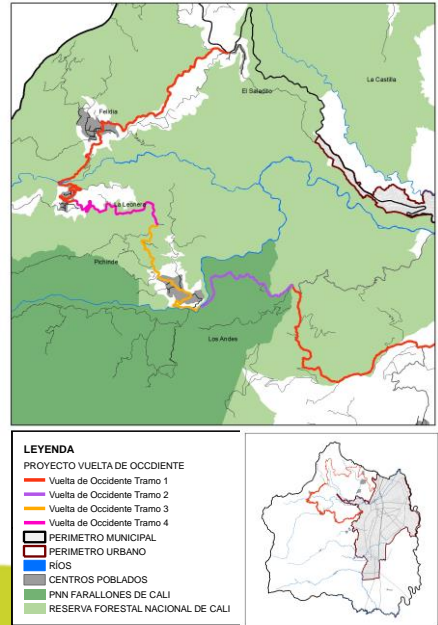 La Castilla
El Saladito
Felidia
La Leonera
Pichinde
Los Andes
LEYENDA
PROYECTO VUELTA DE OCCDIENTE
Vuelta de Occidente Tramo 1
Vuelta de Occidente Tramo 2
Vuelta de Occidente Tramo 3
Vuelta de Occidente Tramo 4
PERIMETRO MUNICIPAL
PERIMETRO URBANO
RÍOS
CENTROS POBLADOS
PNN FARALLONES DE CALI
RESERVA FORESTAL NACIONAL DE CALI